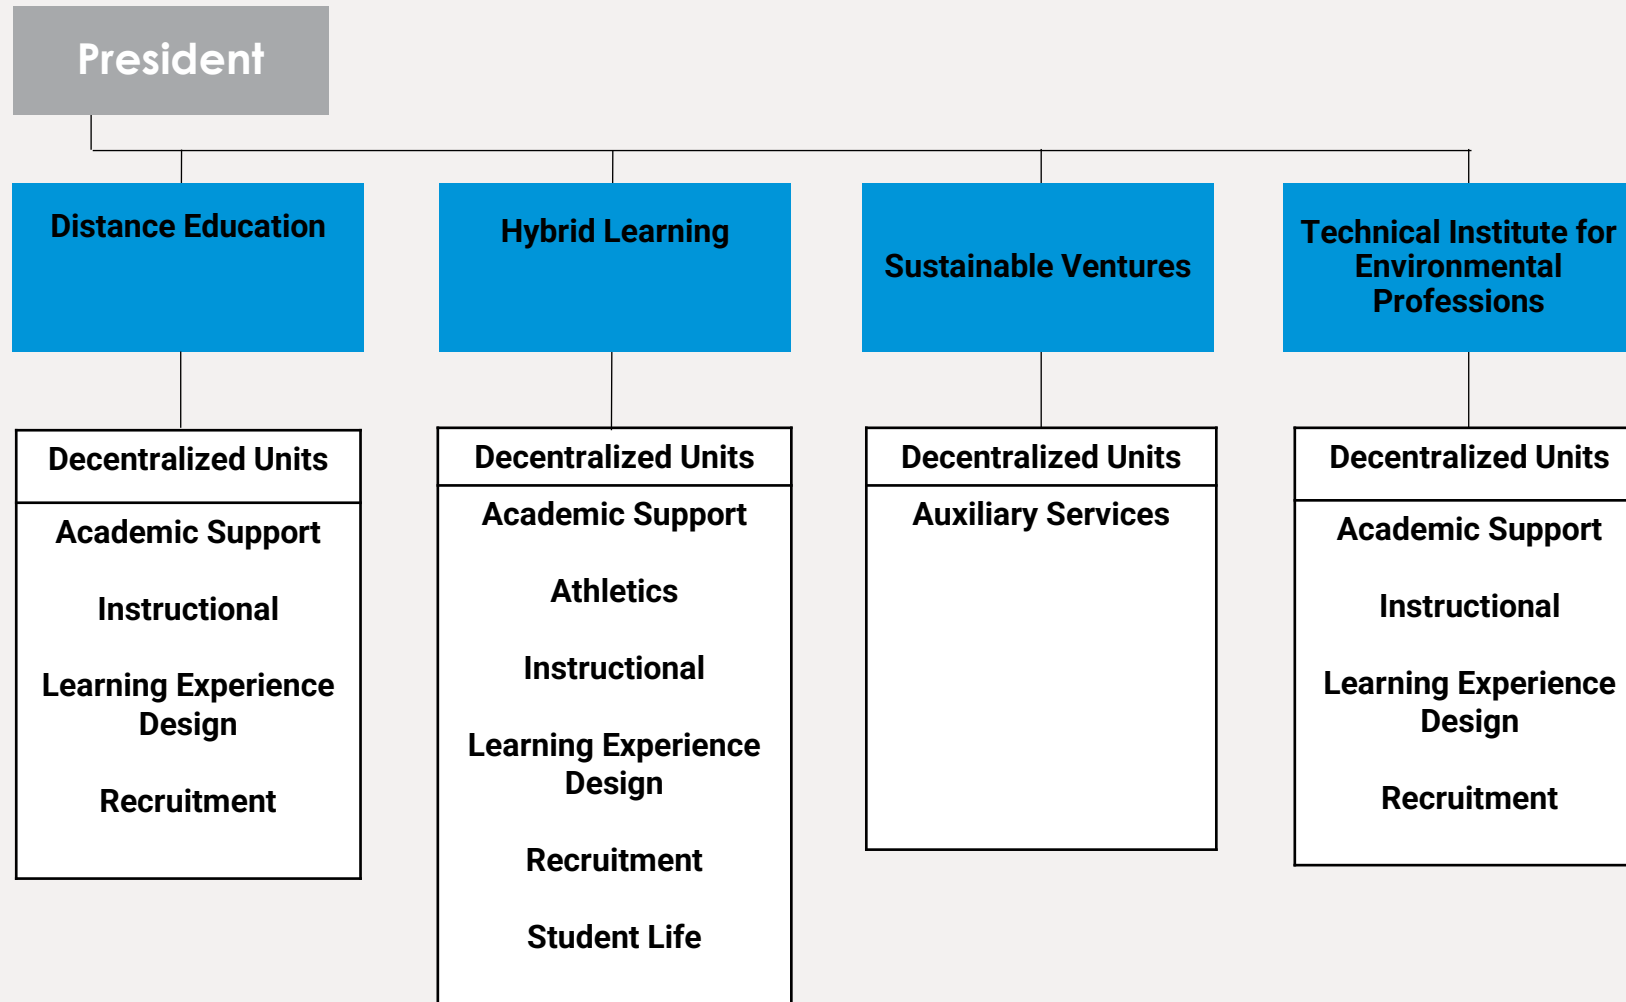 President
Distance Education
Hybrid Learning
Sustainable Ventures
Technical Institute for
Environmental
Professions
Decentralized Units
Academic Support
Instructional
Learning Experience
Design
Recruitment
Decentralized Units
Academic Support
Athletics
Instructional
Learning Experience
Design
Recruitment
Student Life
Decentralized Units
Auxiliary Services
Decentralized Units
Academic Support
Instructional
Learning Experience
Design
Recruitment